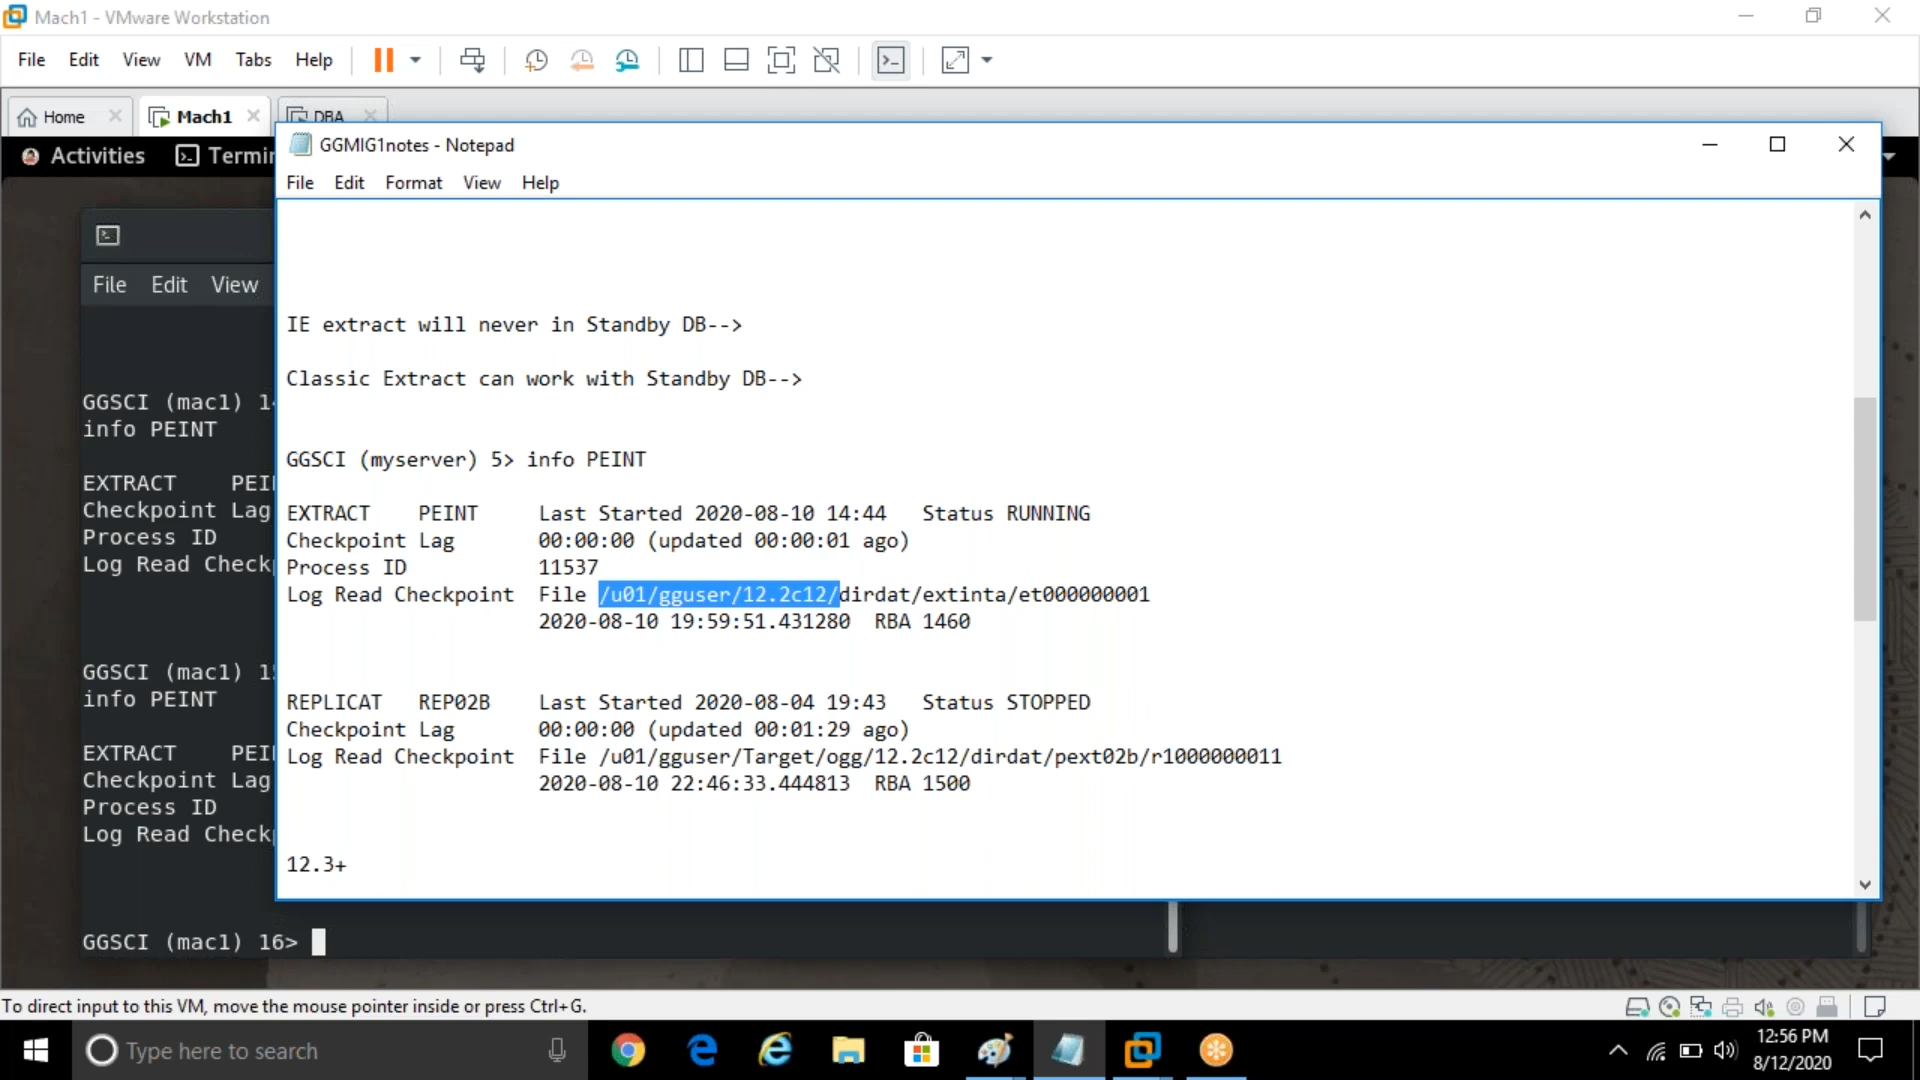 Mach1 - VMware Workstation
File Edit View VM Tabs Help
Home Mach1 DBA
Activities
GGMIG1notes - Notepad
File Edit Format View Help
IE extract will never in Standby DB-->
Classic Extract can work with Standby DB-->
GGSCI (myserver) 5> info PEINT
EXTRACT PEINT Last Started 2020-08-10 14:44 Status RUNNING
Checkpoint Lag 00:00:00 (updated 00:00:01 ago)
Process ID 11537
Log Read Checkpoint File /u01/gguser/12.2c12/dirdat/extinta/et000000001
2020-08-10 19:59:51.431280 RBA 1460
REPLICAT REP02B Last Started 2020-08-04 19:43 Status STOPPED
Checkpoint Lag 00:00:00 (updated 00:01:29 ago)
Log Read Checkpoint File /u01/gguser/Target/ogg/12.2c12/dirdat/pext02b/r1000000011
2020-08-10 22:46:33.444813 RBA 1500
12.3+
File Edit View
GGSCI (mac1)
info PEINT
EXTRACT
Checkpoint Lag
Process ID
Log Read
GGSCI (mac1)
info PEINT
EXTRACT
Checkpoint Lag
Process ID
Log Read
GGSCI (mac1) 16>
To direct input to this VM, move the mouse pointer inside or press Ctrl+G.
Type here to search
12:56 PM
8/12/2020